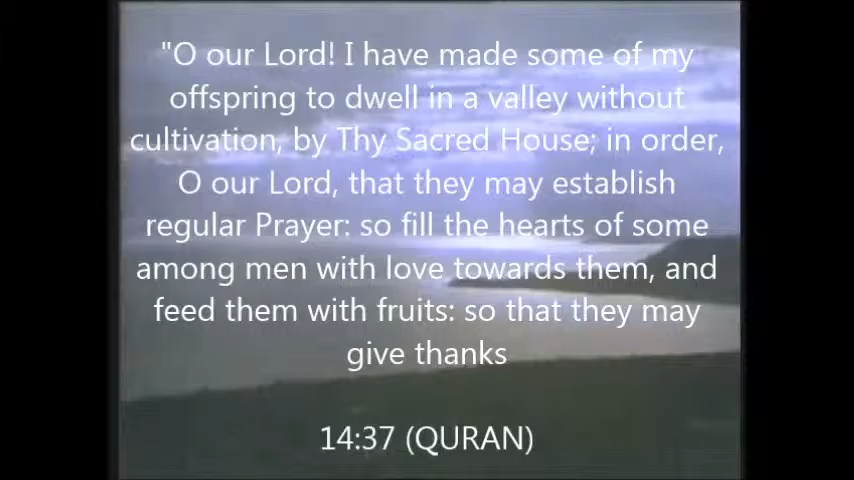 "O our Lord! I have made some of my
offspring to dwell in a valley without
cultivation, by Thy Sacred House; in order,
O our Lord, that they may establish
regular Prayer: so fill the hearts of some
among men with love towards them, and
feed them with fruits: so that they may
give thanks
14:37 (QURAN)